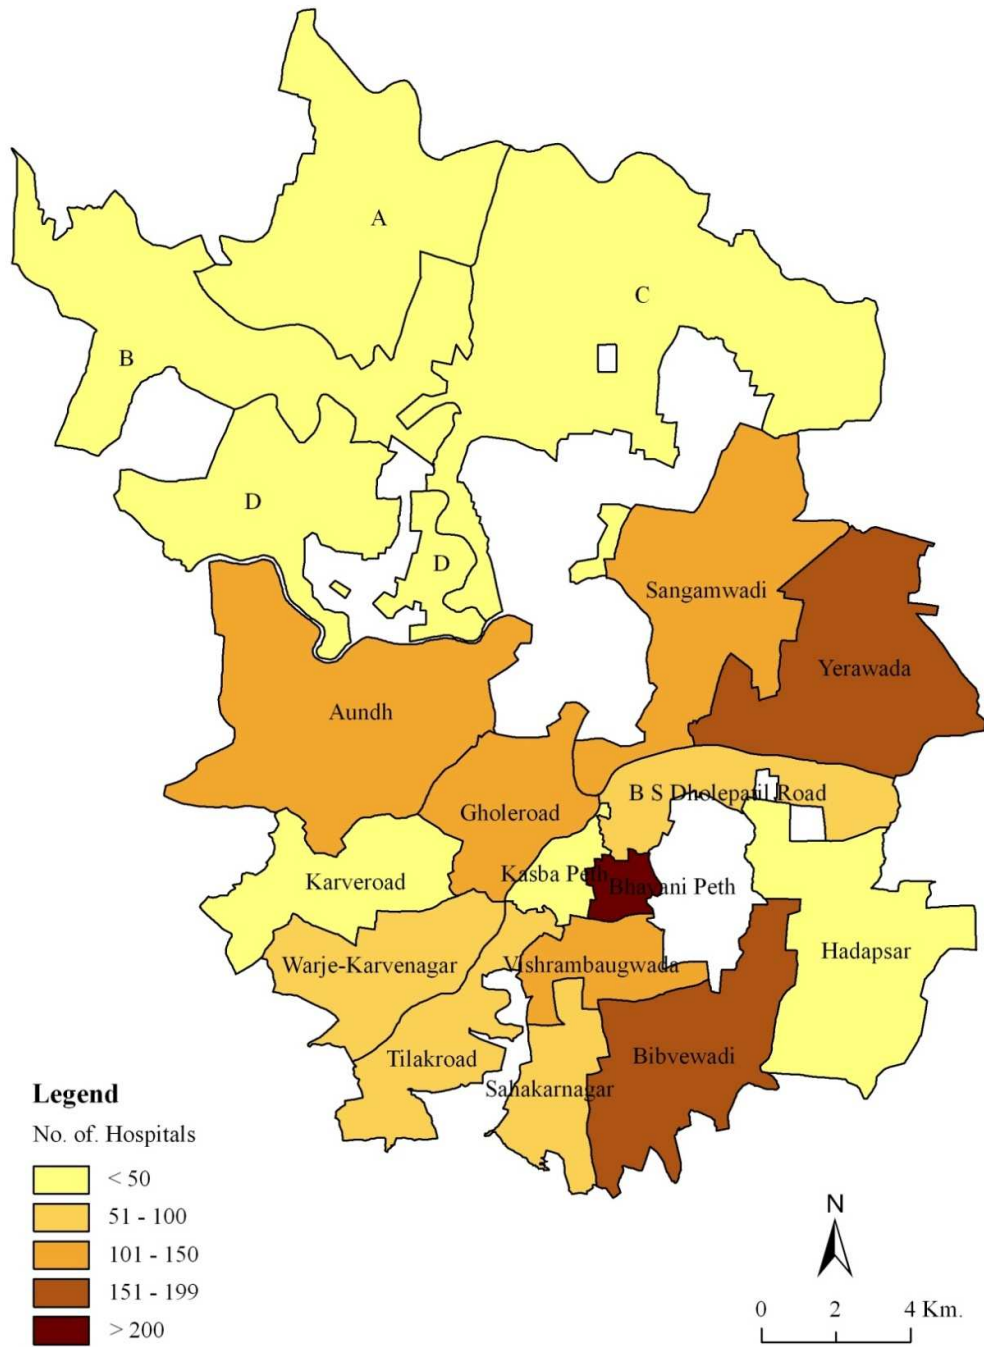 A
C
B
D
D
Sangamwadi
Yerawada
Aundh
B S Dholepatil Road
Gholeroad
Kasba Peth
Karveroad
Bhavani Peth
Hadapsar
Warje-Karvenagar
Vishrambaugwada
Bibvewadi
Tilakroad
Sahakarnagar
Legend
No. of. Hospitals
< 50
51 - 100
101 - 150
151 - 199
> 200
N
0 2 4 Km.